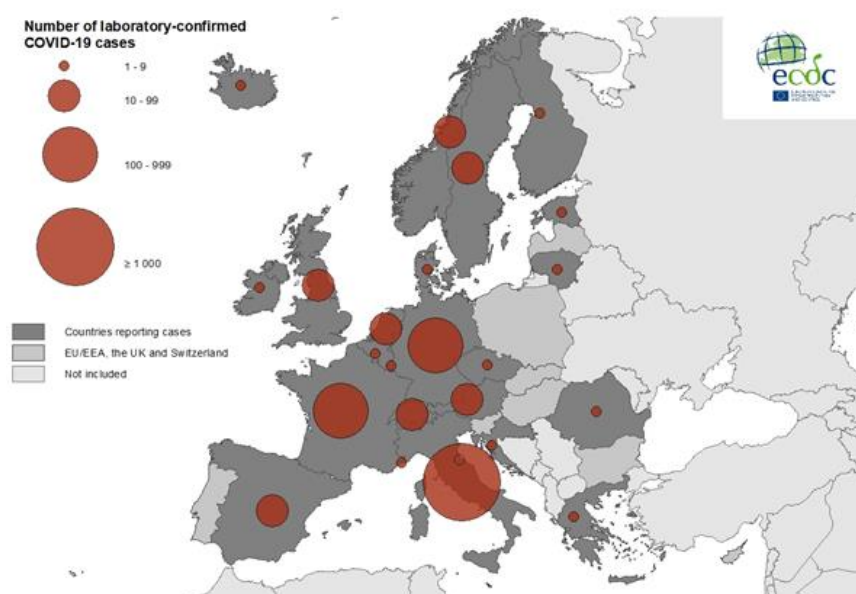 Number of laboratory-confirmed
COVID-19 cases
1 - 9
10 - 99
100 - 999
≥ 1 000
Countries reporting cases
EU/EEA, the UK and Switzerland
Not included
ecdc